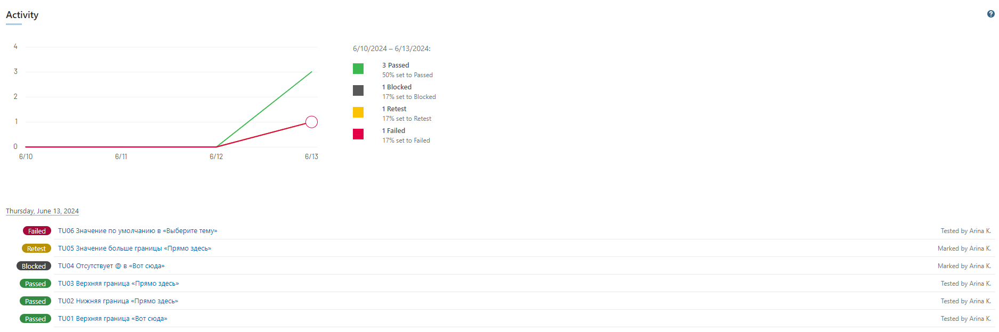 Activity
4
3
2
1
0
6/10 6/11 6/12 6/13
6/10/2024 – 6/13/2024:
3 Passed
50% set to Passed
1 Blocked
17% set to Blocked
1 Retest
17% set to Retest
1 Failed
17% set to Failed
Thursday, June 13, 2024
Failed TU06 Значение по умолчанию в «Выберите тему» Tested by Arina K.
Retest TU05 Значение больше границы «Прямо здесь» Marked by Arina K.
Blocked TU04 Отсутствует @ в «Вот сюда» Marked by Arina K.
Passed TU03 Верхняя граница «Прямо здесь» Tested by Arina K.
Passed TU02 Нижняя граница «Прямо здесь» Tested by Arina K.
Passed TU01 Верхняя граница «Вот сюда» Tested by Arina K.